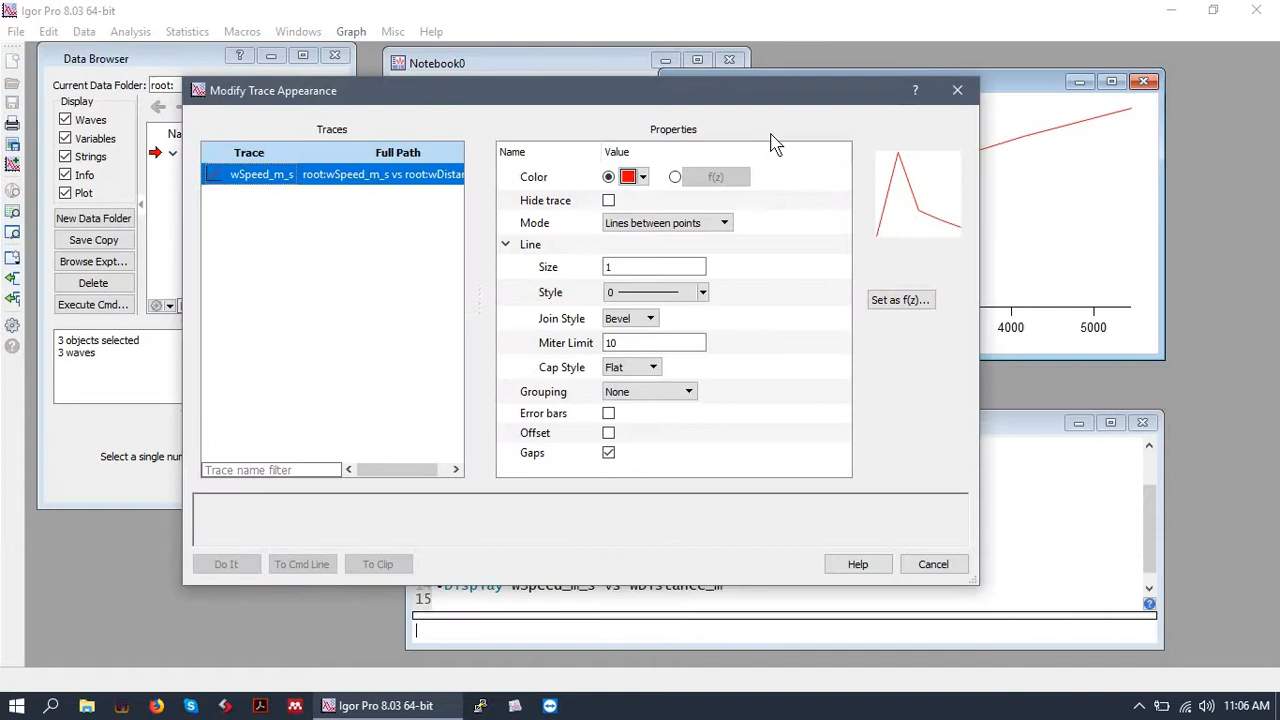 Igor Pro 8.03 64-bit
File Edit Data Analysis Statistics Macros Windows Graph Misc Help
Data Browser
?
Notebook0
Current Data Folder: root:
Display
Waves
Variables
Strings
Info
Plot
New Data Folder
Save Copy
Browse Expt...
Delete
Execute Cmd...
3 objects selected
3 waves
Modify Trace Appearance
?
Traces
Trace Full Path
wSpeed_m_s root:wSpeed_m_s vs root:wDistar
Trace name filter
Properties
Name Value
Color f(z)
Hide trace
Mode Lines between points
Line
Size 1
Style 0
Join Style Bevel
Miter Limit 10
Cap Style Flat
Grouping None
Error bars
Offset
Gaps
Set as f(z)...
Do It To Cmd Line To Clip Help Cancel
4000 5000
•Display wSpeed_m_s vs wDistance_m
15
Igor Pro 8.03 64-bit
11:06 AM